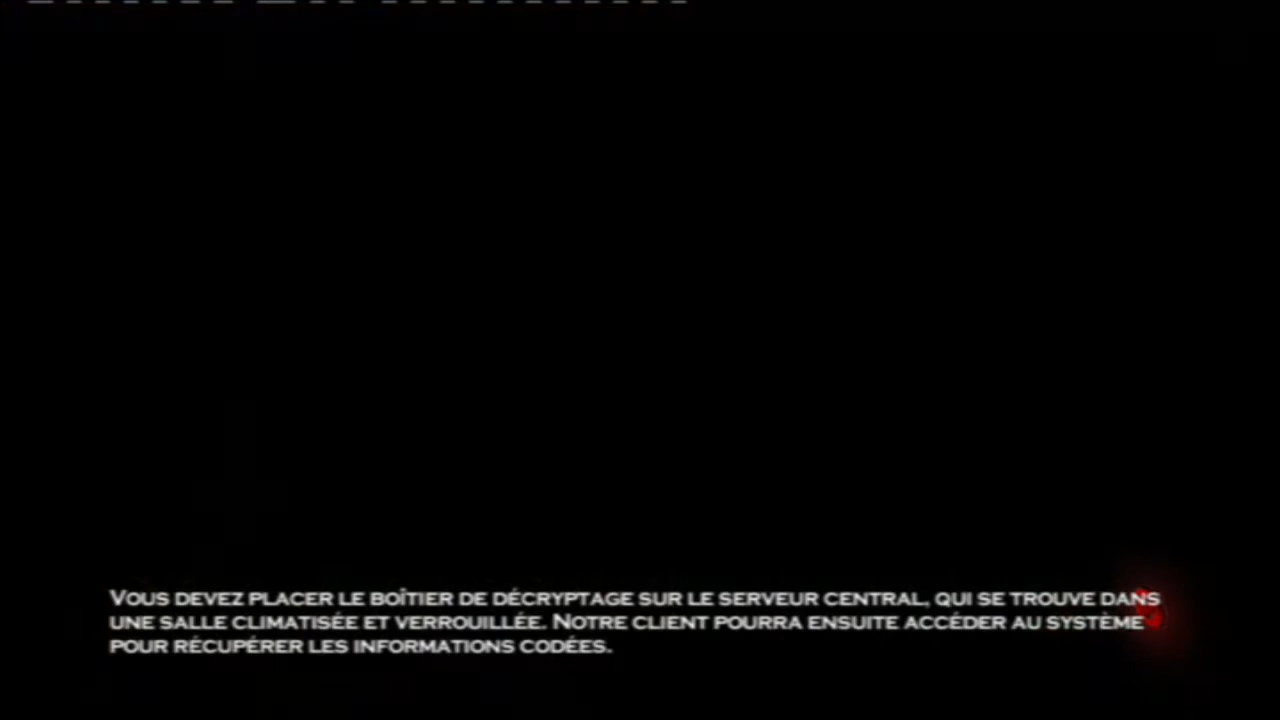 Vous devez placer le boîtier de décryptage sur le serveur central, qui se trouve dans
une salle climatisée et verrouillée. Notre client pourra ensuite accéder au système
pour récupérer les informations codées.